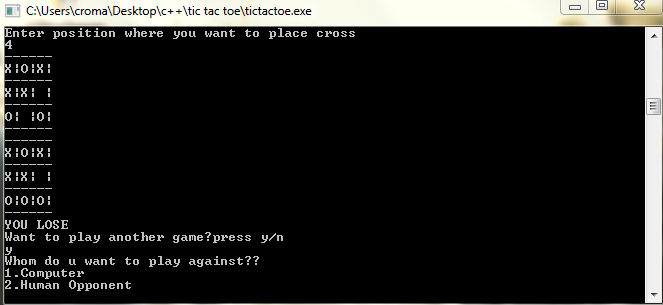 C:\Users\croma\Desktop\c++\tic tac toe\tictactoe.exe
Enter position where you want to place cross
4
------
X|O|X|
------
X|X| |
------
O| |O|
------
------
X|O|X|
------
X|X| |
------
O|O|O|
------
YOU LOSE
Want to play another game?press y/n
y
Whom do u want to play against??
1.Computer
2.Human Opponent